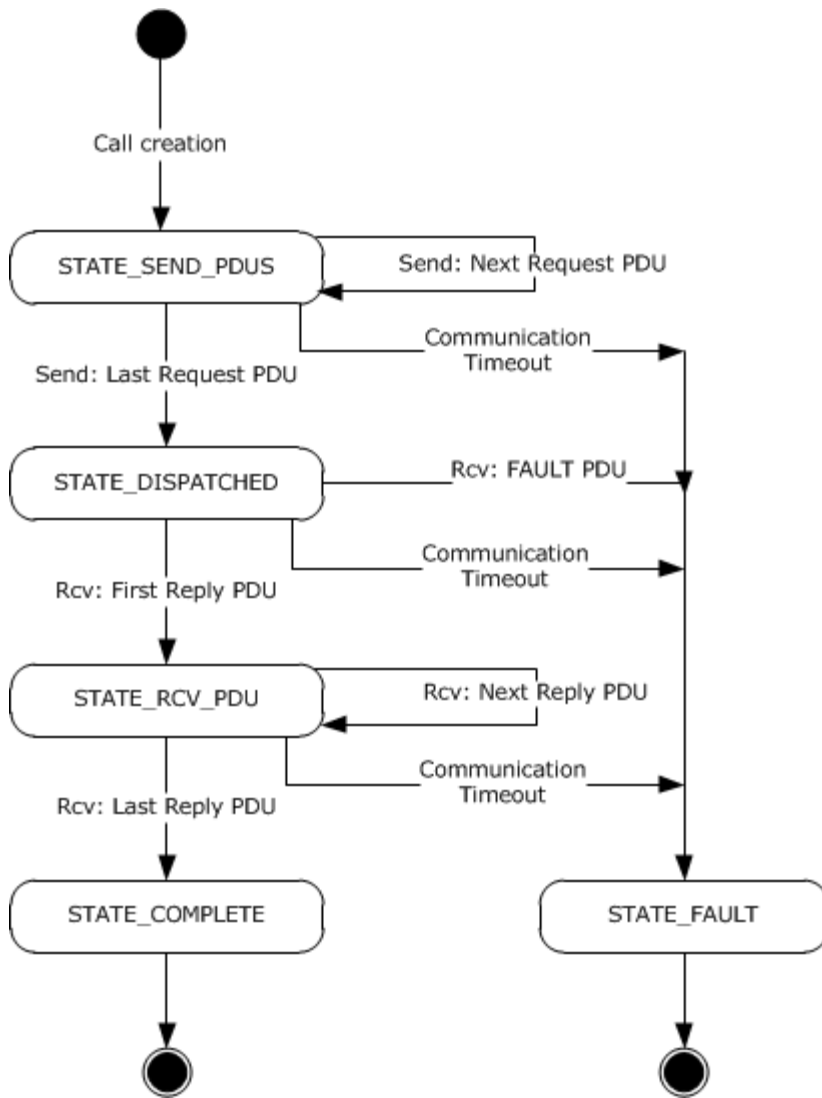 Call creation
STATE_SEND_PDUS
Send: Next Request PDU
Communication
Timeout
Send: Last Request PDU
STATE_DISPATCHED
Rcv: FAULT PDU
Communication
Timeout
Rcv: First Reply PDU
STATE_RCV_PDU
Rcv: Next Reply PDU
Communication
Timeout
Rcv: Last Reply PDU
STATE_COMPLETE
STATE_FAULT